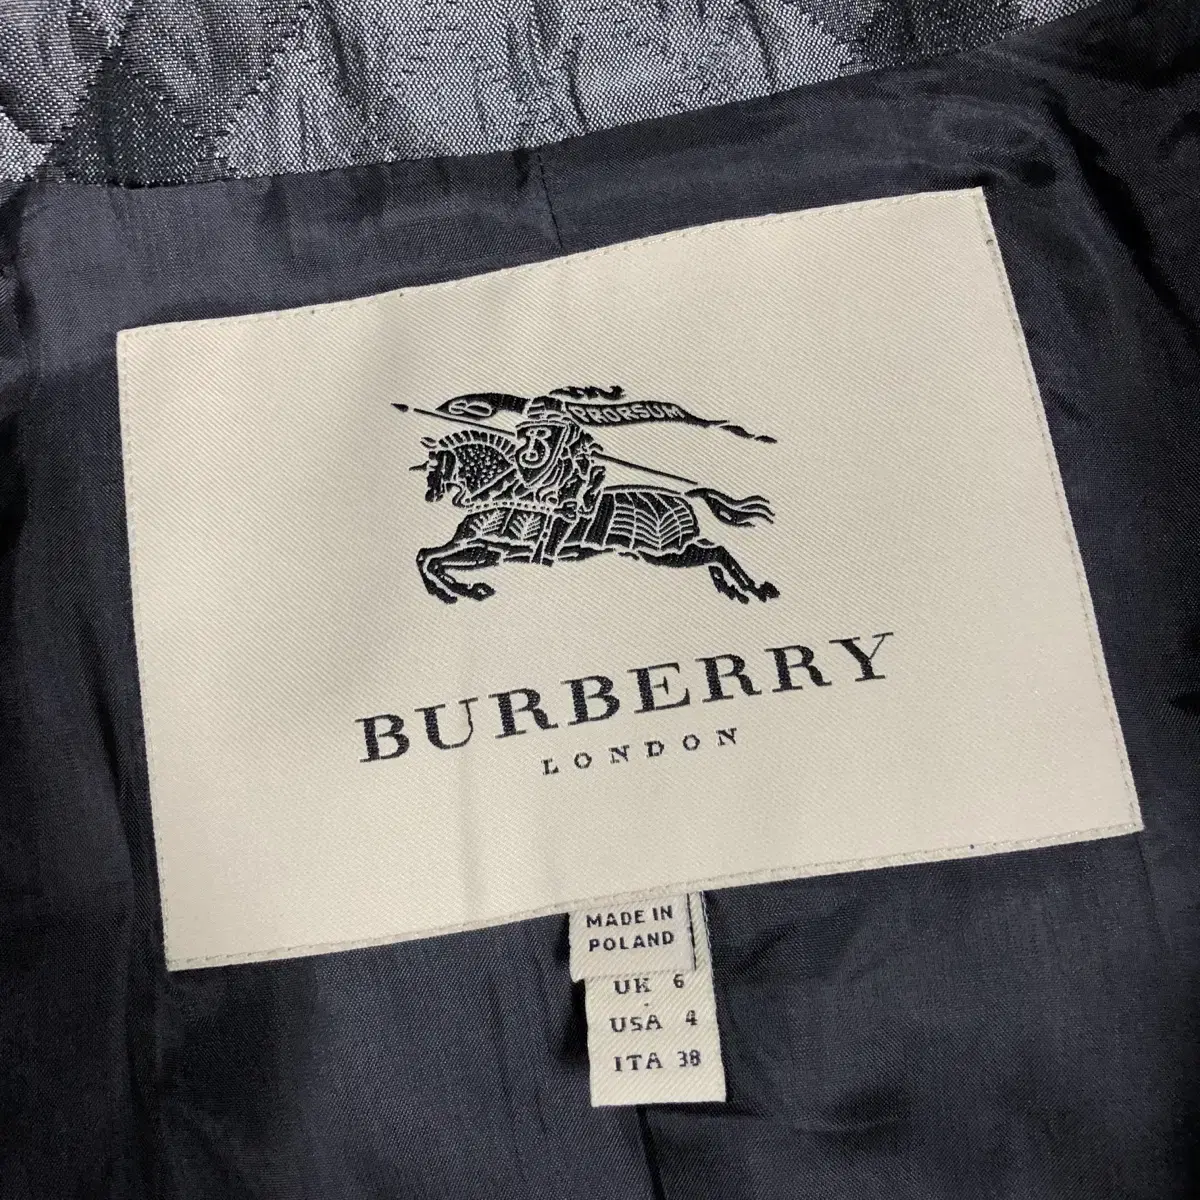 PRORSUM
B
BURBERRY
LONDON
MADE IN
POLAND
UK 6
USA 4
ITA 38